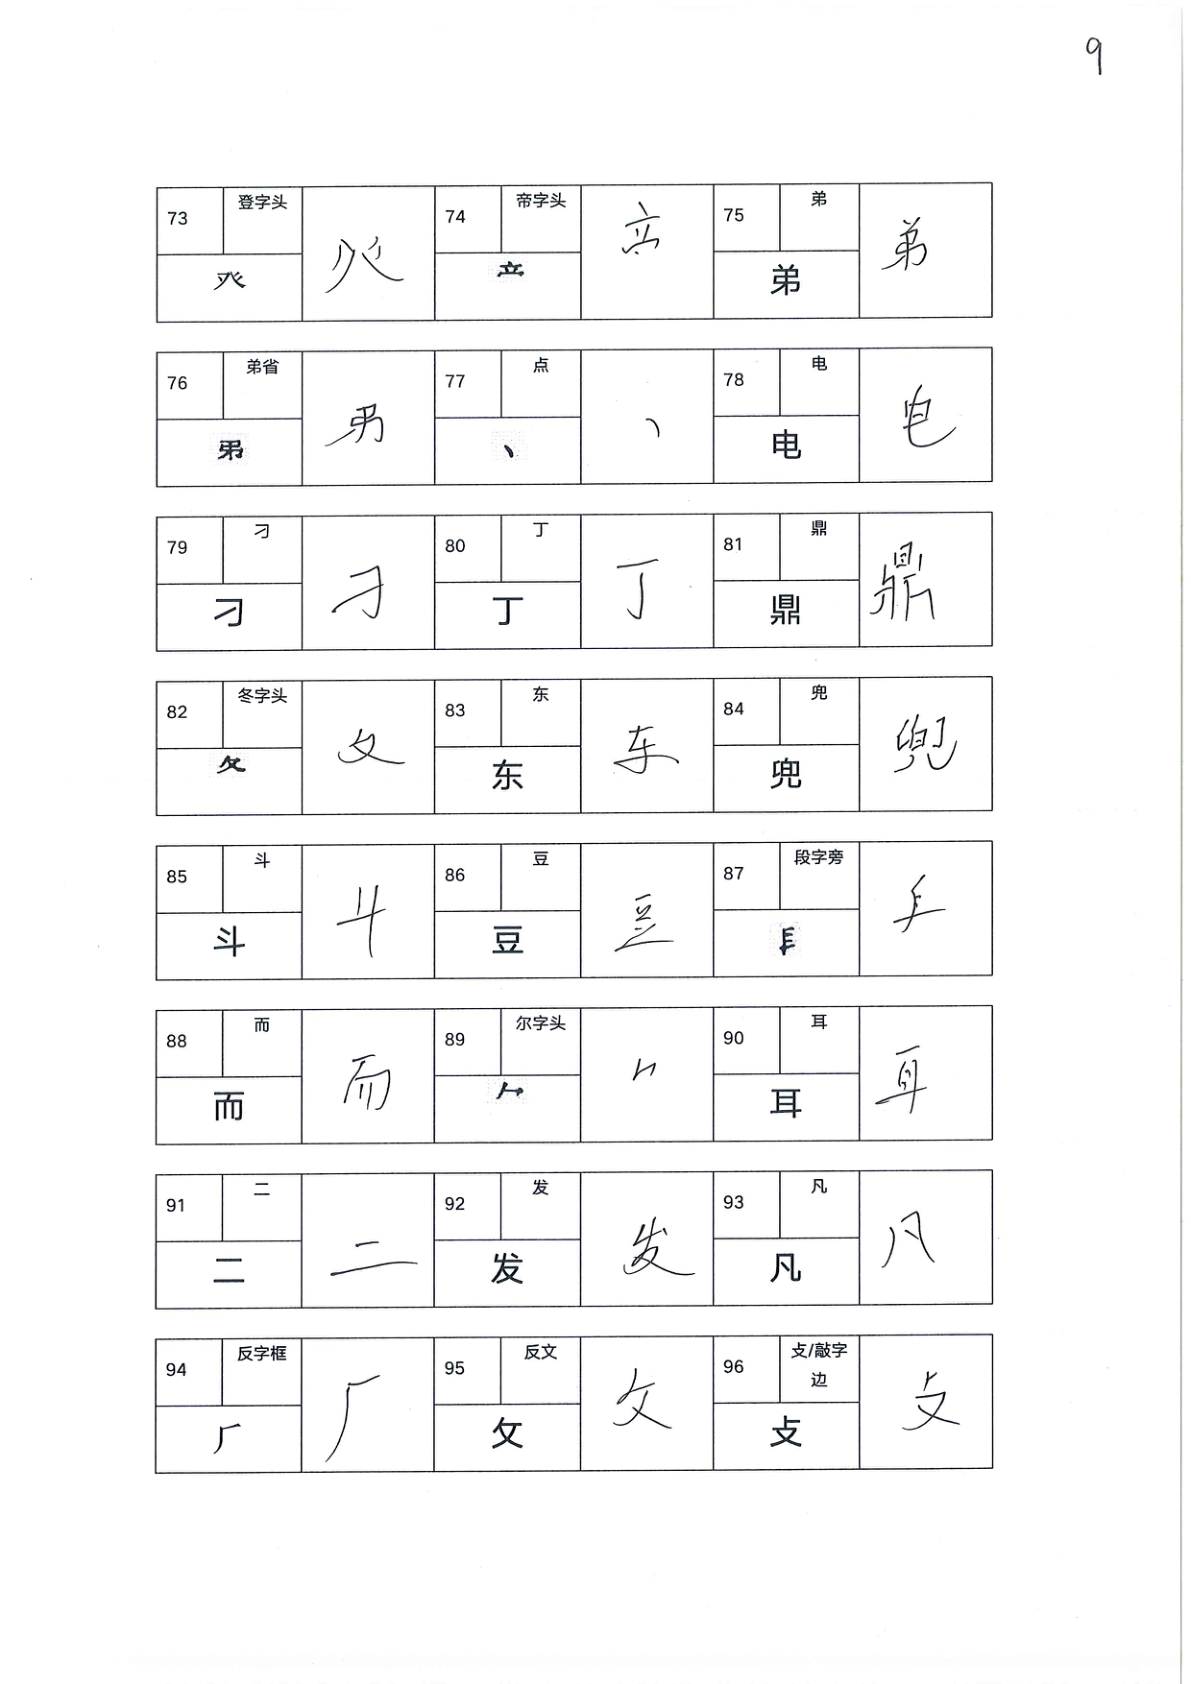 9
73 登字头 癶 癶
74 帝字头
75 弟 弟 弟
76 弟省
77 点 丶 丶
78 电 电 电
79 刁 刁 刁
80 丁 丁 丁
81 鼎 鼎 鼎
82 冬字头 夂 夂
83 东 东 东
84 兜 兜 兜
85 斗 斗 斗
86 豆 豆 豆
87 段字旁
88 而 而 而
89 尔字头
90 耳 耳 耳
91 二 二 二
92 发 发 发
93 凡 凡 凡
94 反字框 𠂆 厂
95 反文 攵 攵
96 攴/敲字
边
攴 攴